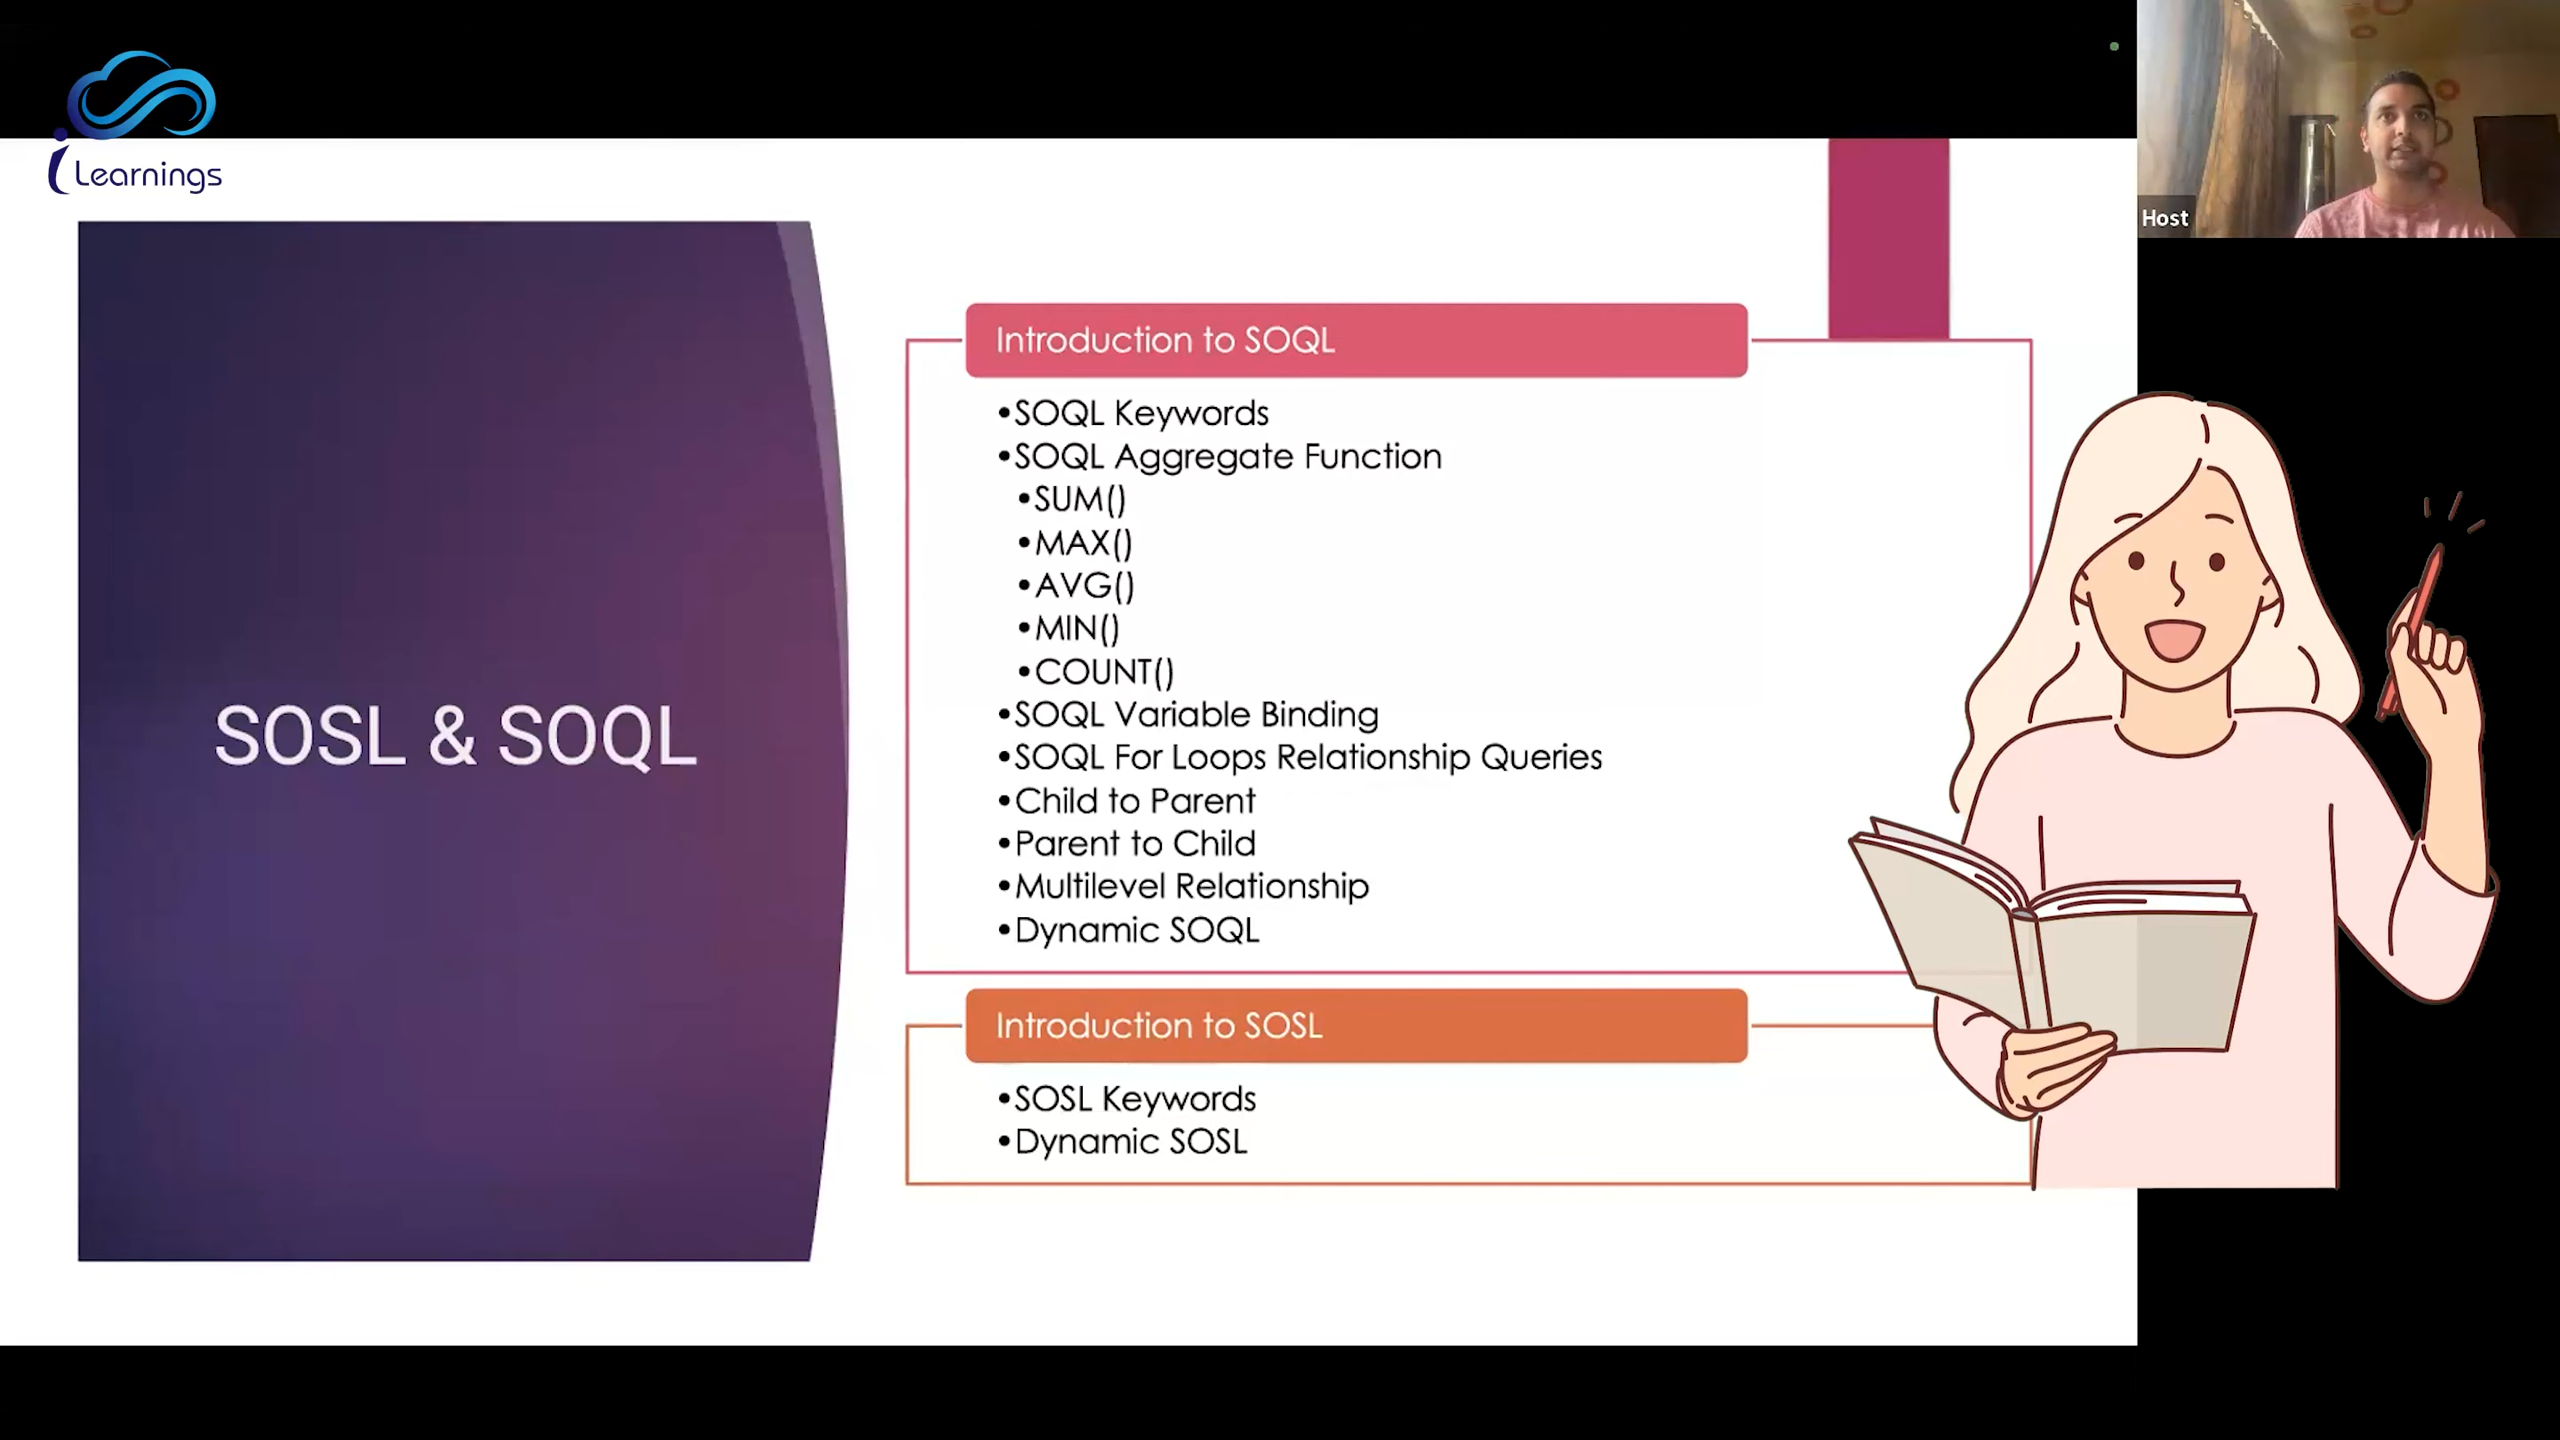 i Learnings
Host
SOSL & SOQL
Introduction to SOQL
•SOQL Keywords
•SOQL Aggregate Function
•SUM()
•MAX()
•AVG()
•MIN()
•COUNT()
•SOQL Variable Binding
•SOQL For Loops Relationship Queries
•Child to Parent
•Parent to Child
•Multilevel Relationship
•Dynamic SOQL
Introduction to SOSL
•SOSL Keywords
•Dynamic SOSL